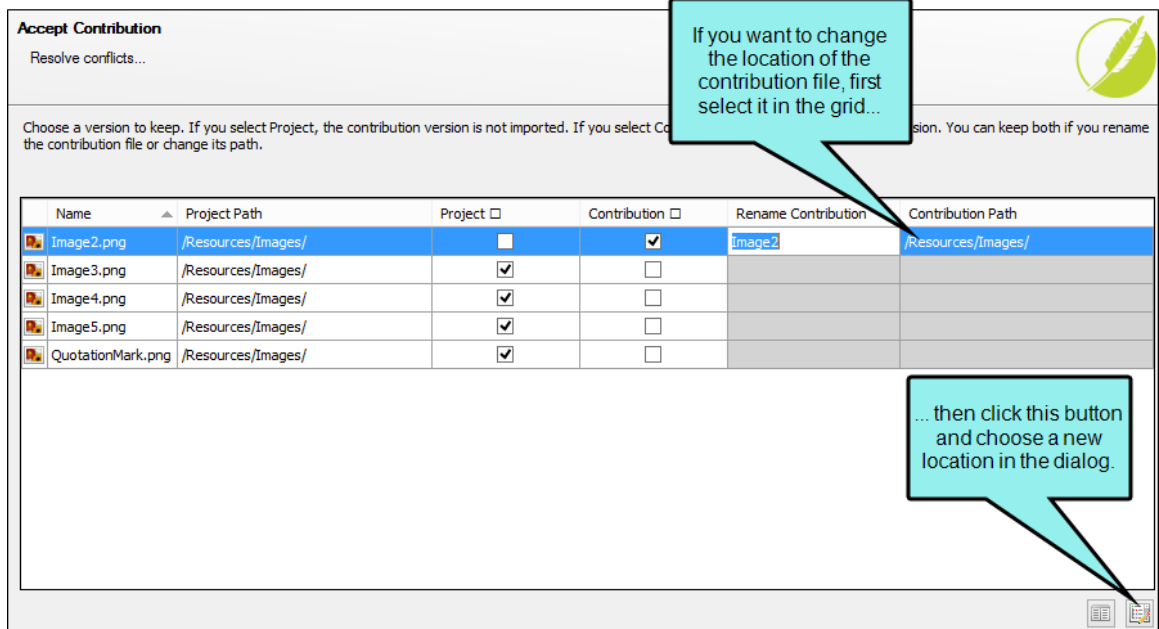 Accept Contribution
Resolve conflicts...
If you want to change
the location of the
contribution file, first
select it in the grid...
Choose a version to keep. If you select Project, the contribution version is not imported. If you select Co sion. You can keep both if you rename
the contribution file or change its path.
Name Project Path Project Contribution Rename Contribution Contribution Path
Image2.png /Resources/Images/ Image2 /Resources/Images/
Image3.png /Resources/Images/
Image4.png /Resources/Images/
Image5.png /Resources/Images/
QuotationMark.png /Resources/Images/
... then click this button
and choose a new
location in the dialog.